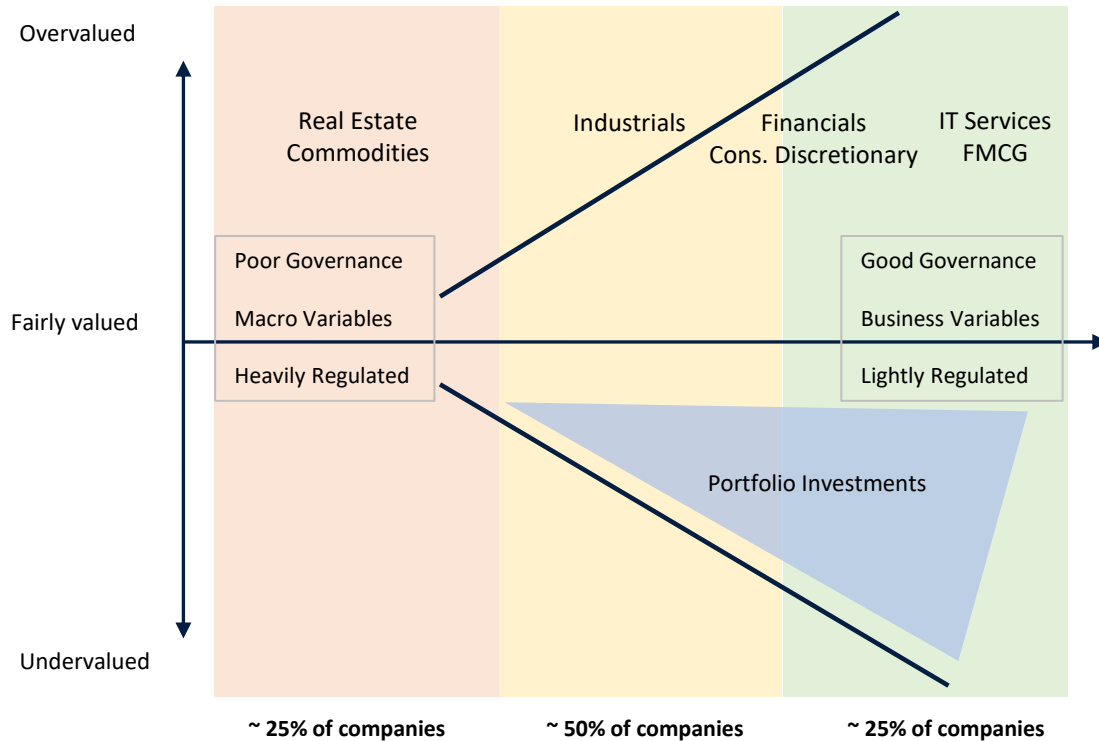 Overvalued
Real Estate
Commodities
Industrials
Financials
Cons. Discretionary
IT Services
FMCG
Poor Governance
Good Governance
Fairly valued
Macro Variables
Business Variables
Heavily Regulated
Lightly Regulated
Portfolio Investments
Undervalued
~ 25% of companies
~ 50% of companies
~ 25% of companies